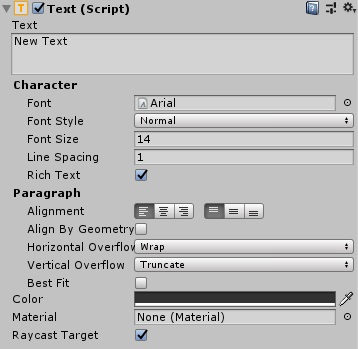 Text (Script)
Text
New Text
Character
Font Arial
Font Style Normal
Font Size 14
Line Spacing 1
Rich Text
Paragraph
Alignment
Align By Geometry
Horizontal Overflow Wrap
Vertical Overflow Truncate
Best Fit
Color
Material None (Material)
Raycast Target